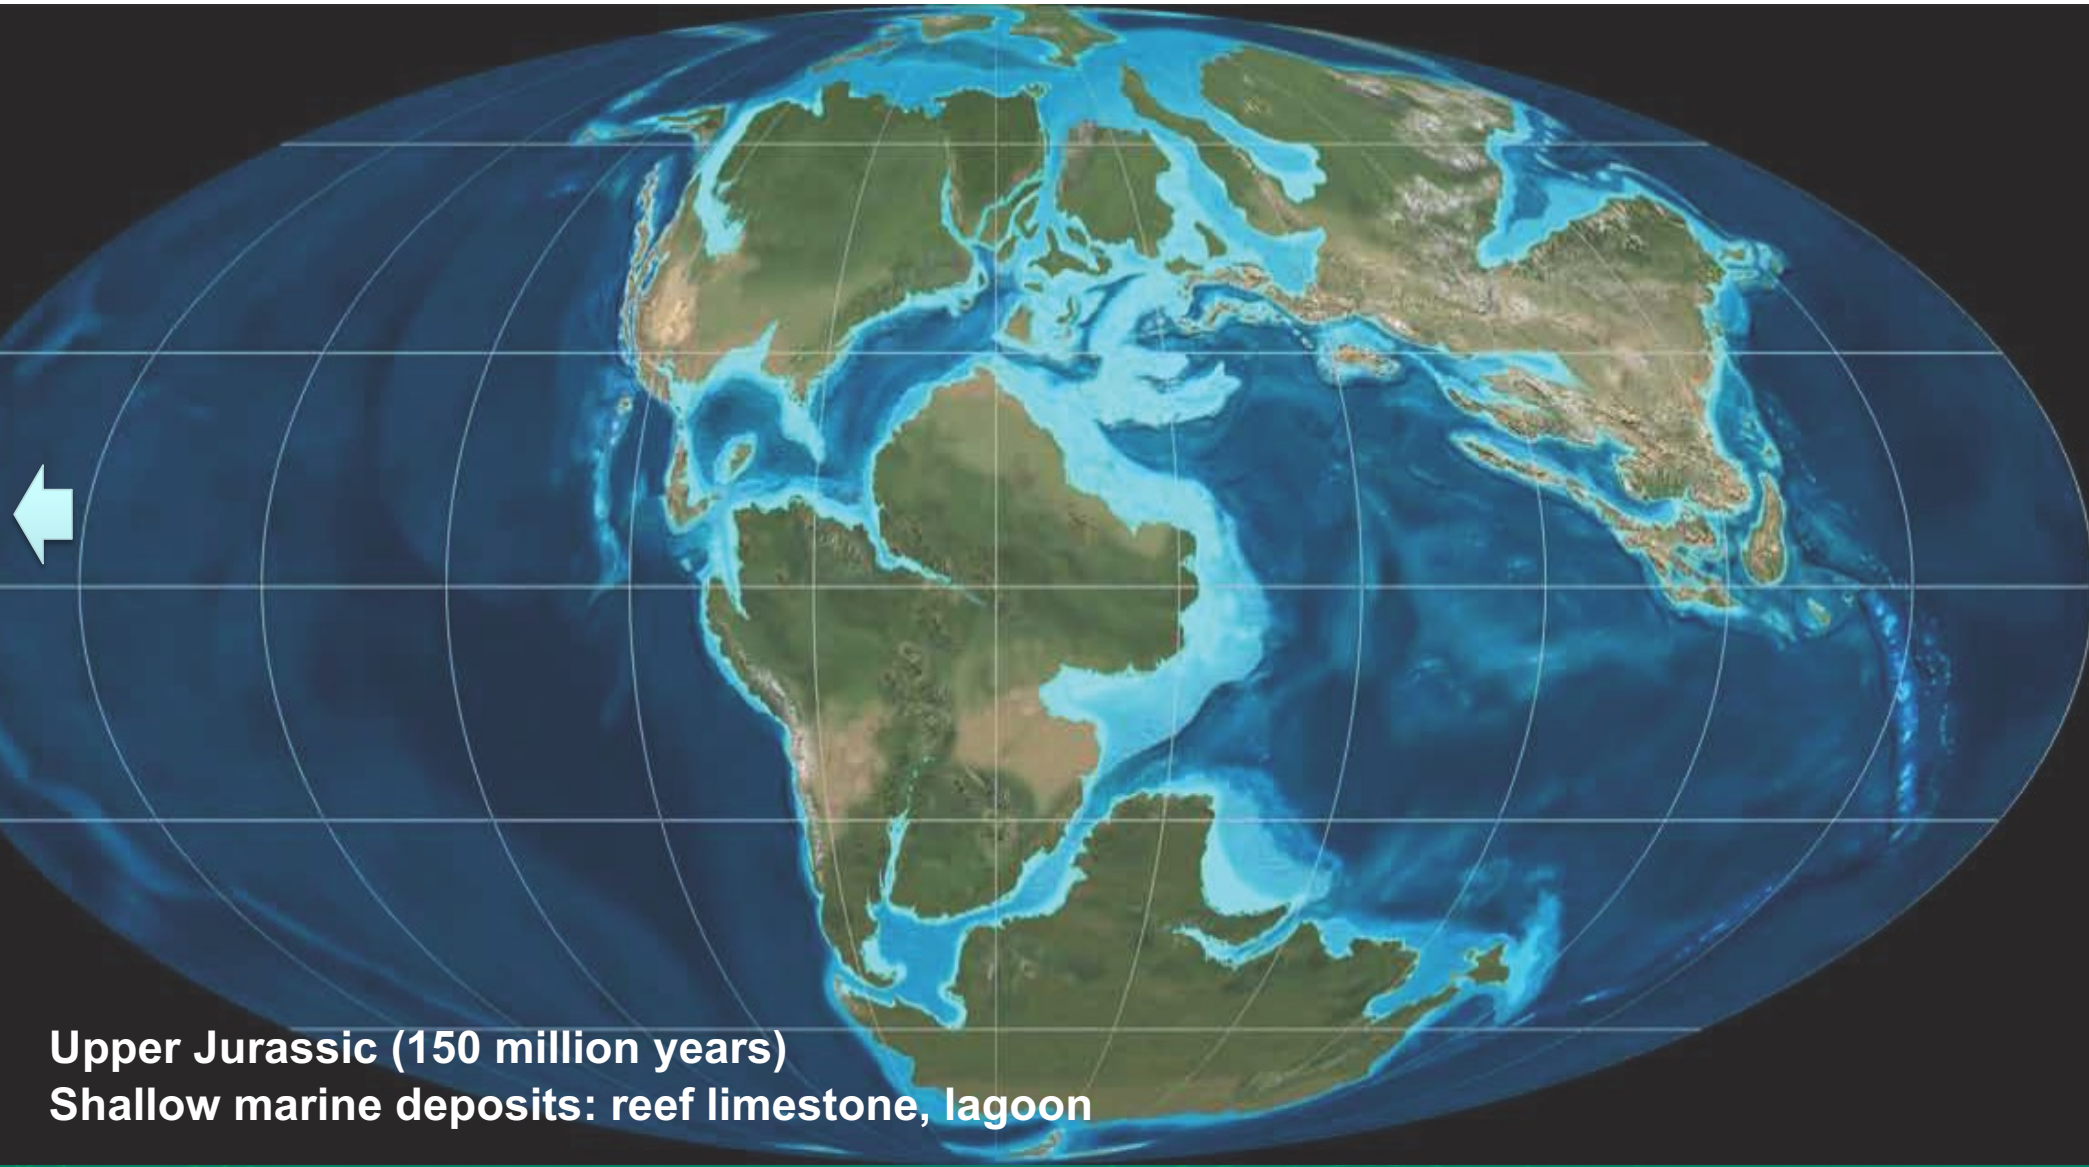 Upper Jurassic (150 million years)
Shallow marine deposits: reef limestone, lagoon